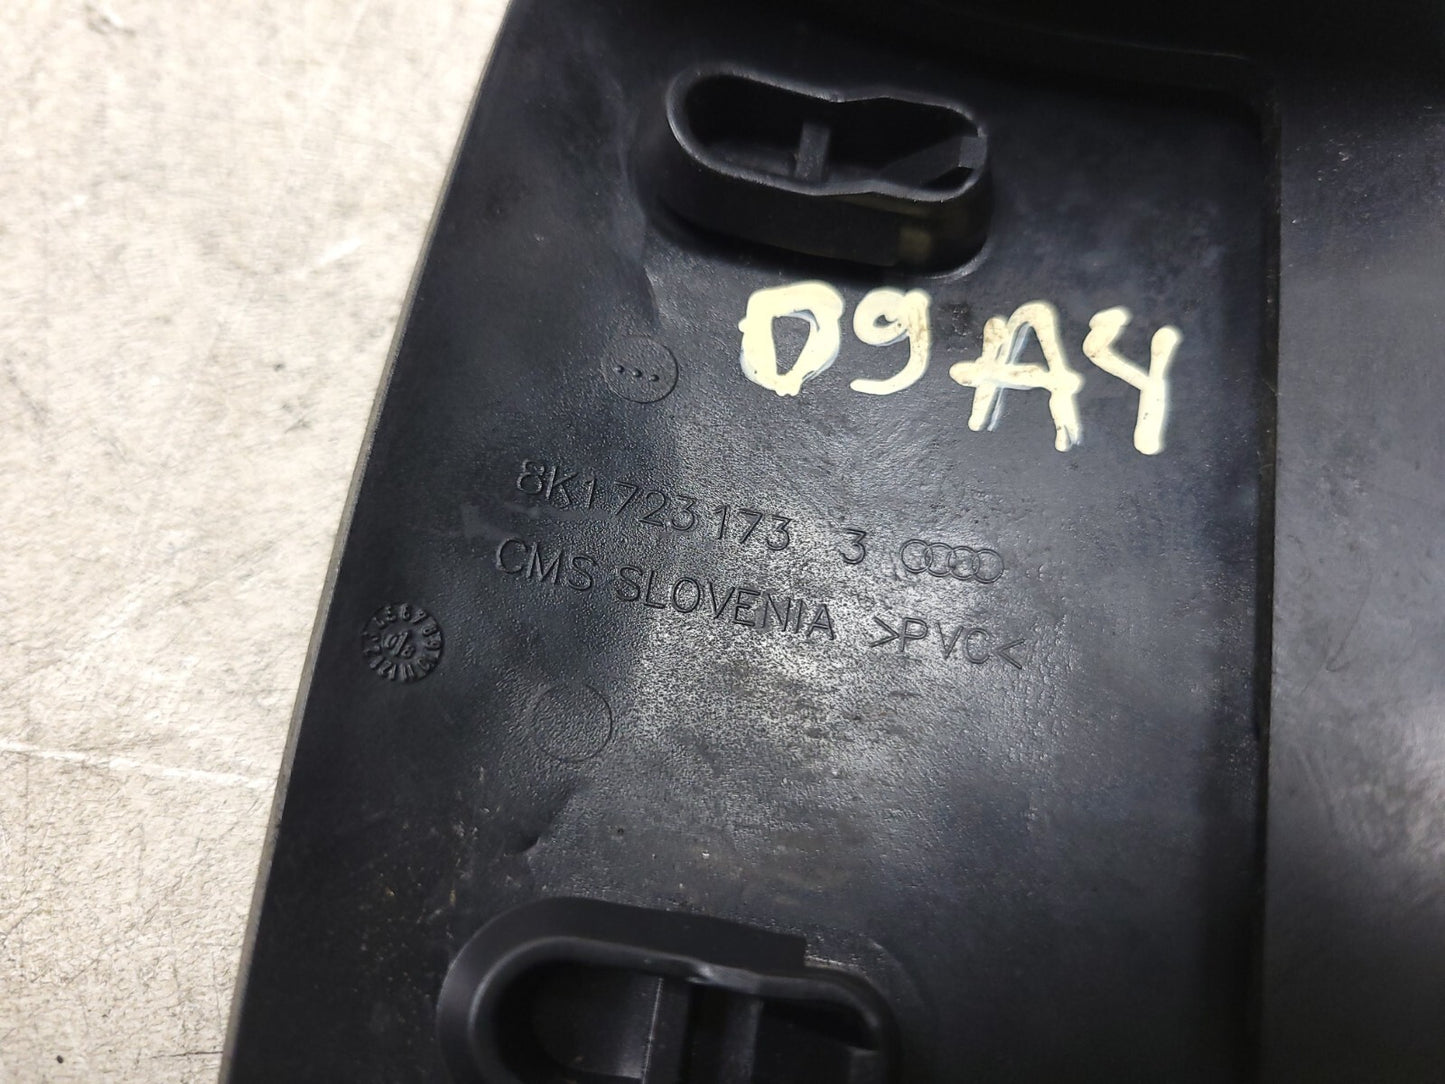 09A4
8K1 723 173 3
CMS SLOVENIA >PVC<